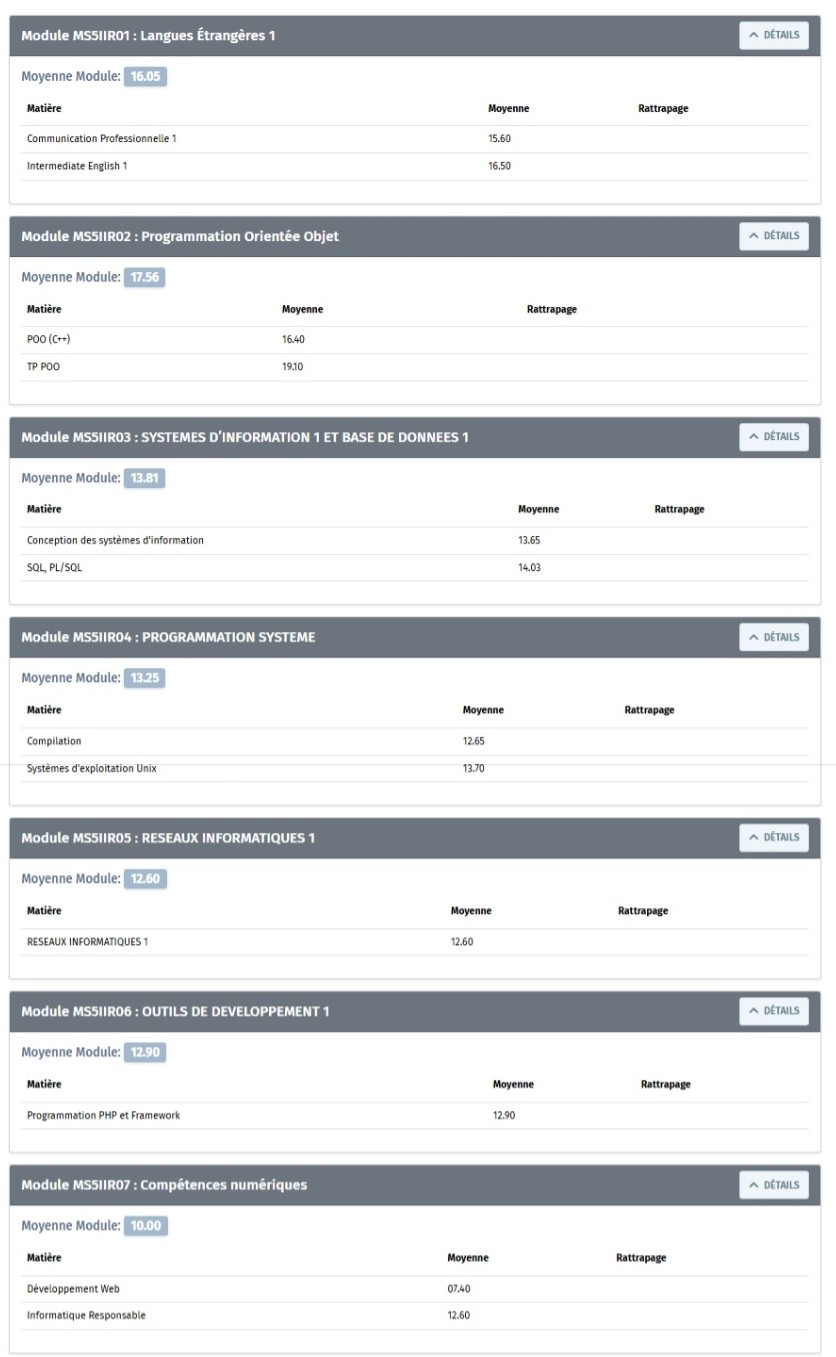 Module MS5IIR01 : Langues Étrangères 1 DÉTAILS
Moyenne Module: 16.05
Matière Moyenne Rattrapage
Communication Professionnelle 1 15.60
Intermediate English 1 16.50
Module MS5IIR02 : Programmation Orientée Objet DÉTAILS
Moyenne Module: 17.56
Matière Moyenne Rattrapage
POO (C++) 16.40
TP POO 19.10
Module MS5IIR03 : SYSTEMES D'INFORMATION 1 ET BASE DE DONNEES 1 DÉTAILS
Moyenne Module: 13.81
Matière Moyenne Rattrapage
Conception des systèmes d'information 13.65
SQL, PL/SQL 14.03
Module MS5IIR04 : PROGRAMMATION SYSTEME DÉTAILS
Moyenne Module: 13.25
Matière Moyenne Rattrapage
Compilation 12.65
Systèmes d'exploitation Unix 13.70
Module MS5IIR05 : RESEAUX INFORMATIQUES 1 DÉTAILS
Moyenne Module: 12.60
Matière Moyenne Rattrapage
RESEAUX INFORMATIQUES 1 12.60
Module MS5IIR06 : OUTILS DE DEVELOPPEMENT 1 DÉTAILS
Moyenne Module: 12.90
Matière Moyenne Rattrapage
Programmation PHP et Framework 12.90
Module MS5IIR07 : Compétences numériques DÉTAILS
Moyenne Module: 10.00
Matière Moyenne Rattrapage
Développement Web 07.40
Informatique Responsable 12.60